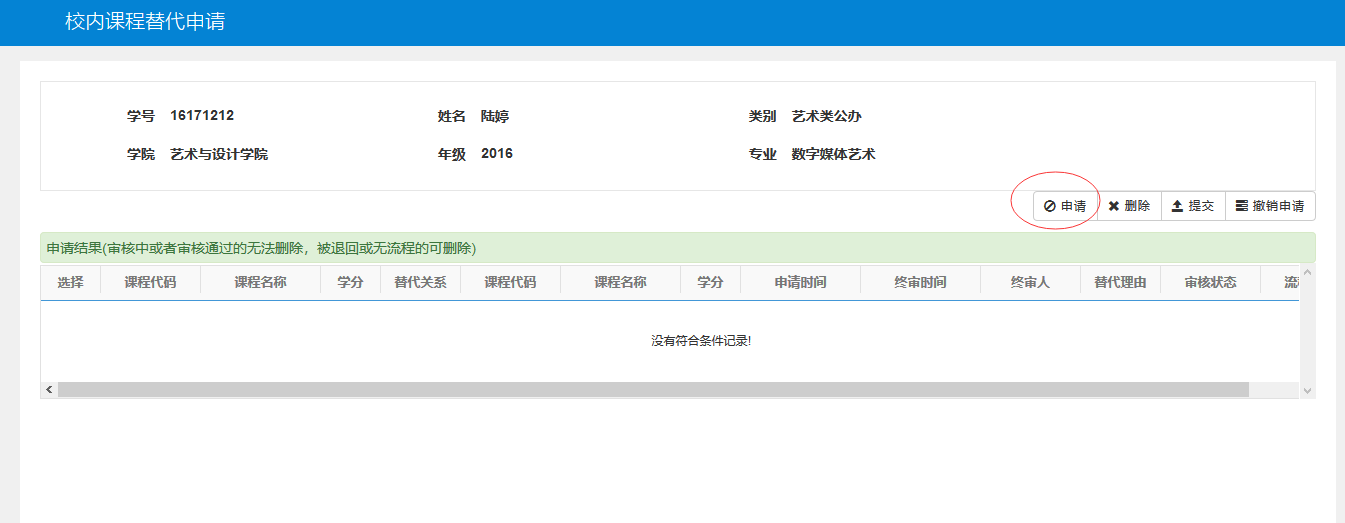 校内课程替代申请
学号 16171212 姓名 陆婷 类别 艺术类公办
学院 艺术与设计学院 年级 2016 专业 数字媒体艺术
申请 删除 提交 撤销申请
申请结果(审核中或者审核通过的无法删除，被退回或无流程的可删除)
选择 课程代码 课程名称 学分 替代关系 课程代码 课程名称 学分 申请时间 终审时间 终审人 替代理由 审核状态 流
没有符合条件记录!